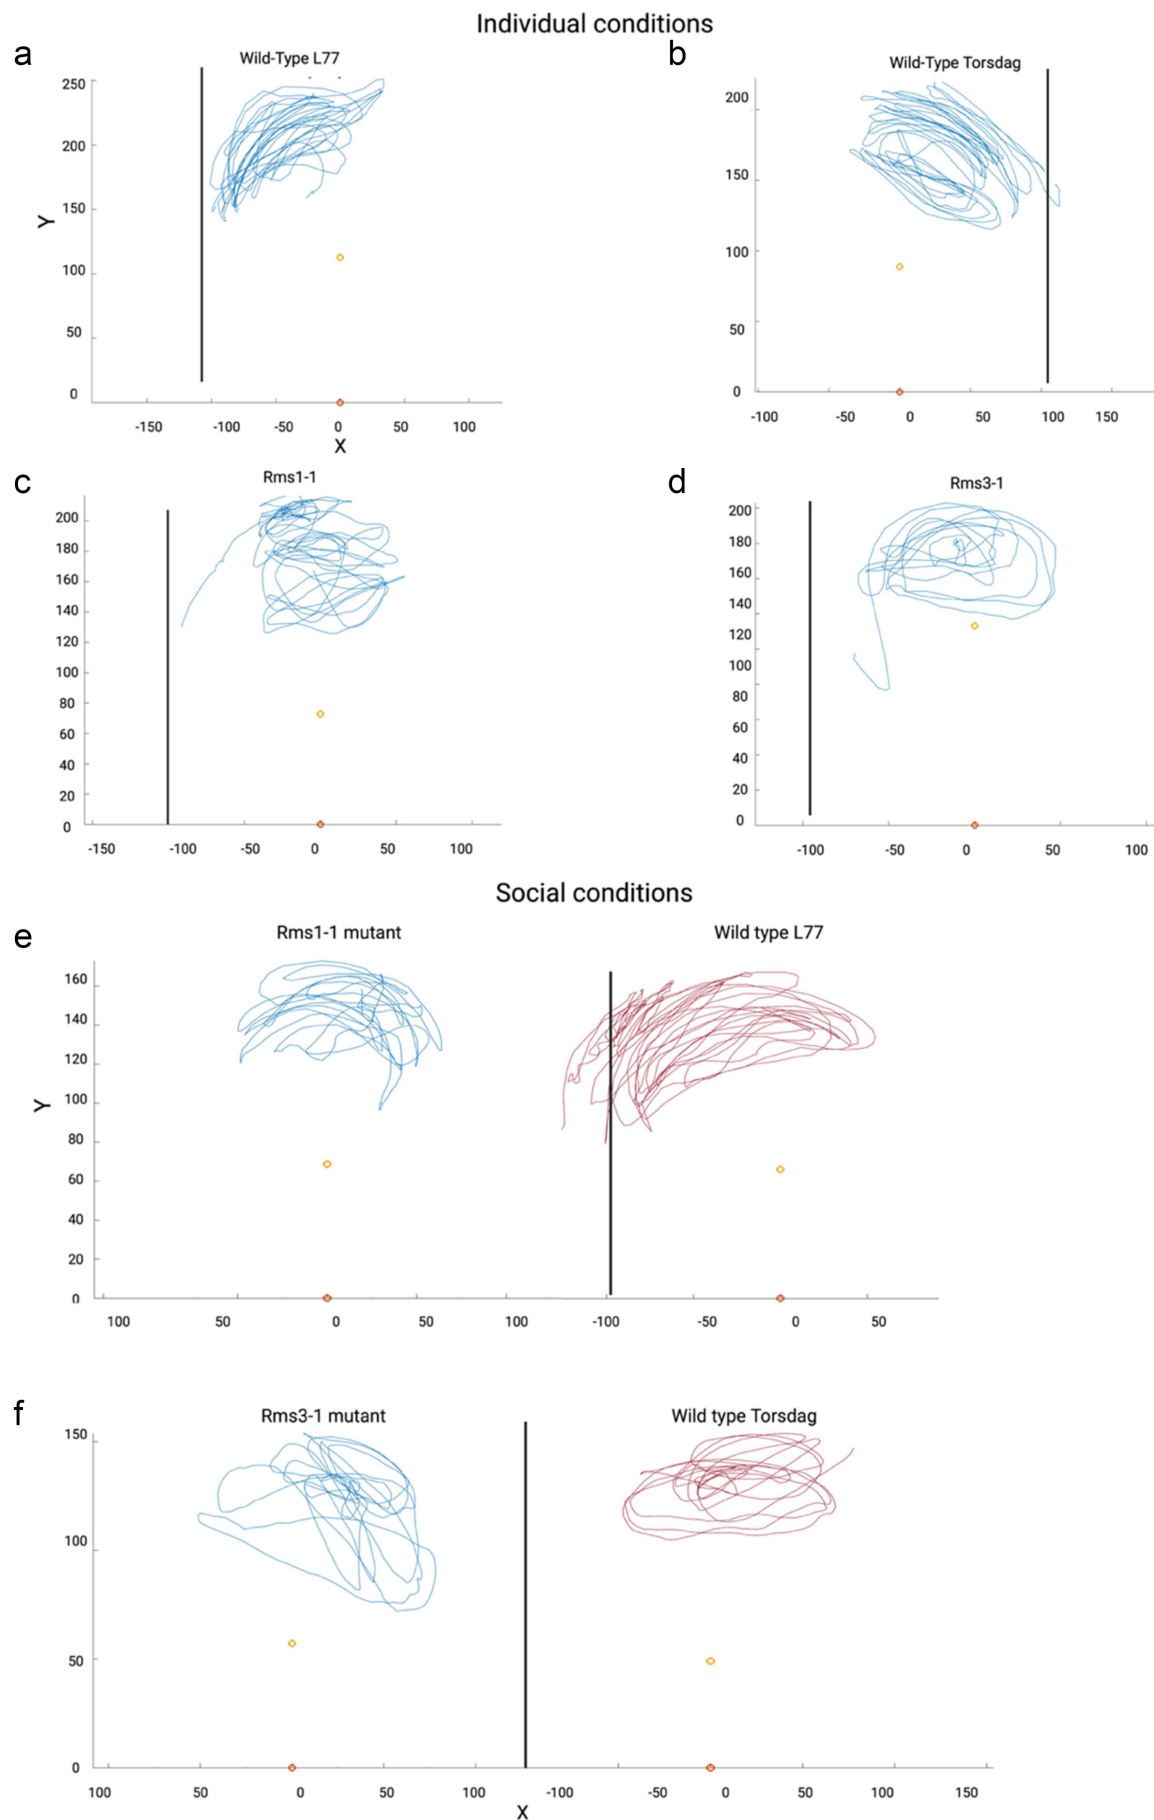 Individual conditions
a
Wild-Type L77
250
200
150
100
50
0
Y
-150 -100 -50 0 50 100
X
b
Wild-Type Torsdag
200
150
100
50
0
-100 -50 0 50 100 150
c
Rms1-1
200
180
160
140
120
100
80
60
40
20
0
-150 -100 -50 0 50 100
d
Rms3-1
200
180
160
140
120
100
80
60
40
20
0
-100 -50 0 50 100
Social conditions
e
Rms1-1 mutant Wild type L77
160
140
120
100
80
60
40
20
0
Y
100 50 0 50 100 -100 -50 0 50
f
Rms3-1 mutant Wild type Torsdag
150
100
50
0
100 50 0 50 100 -100 -50 0 50 100 150
X